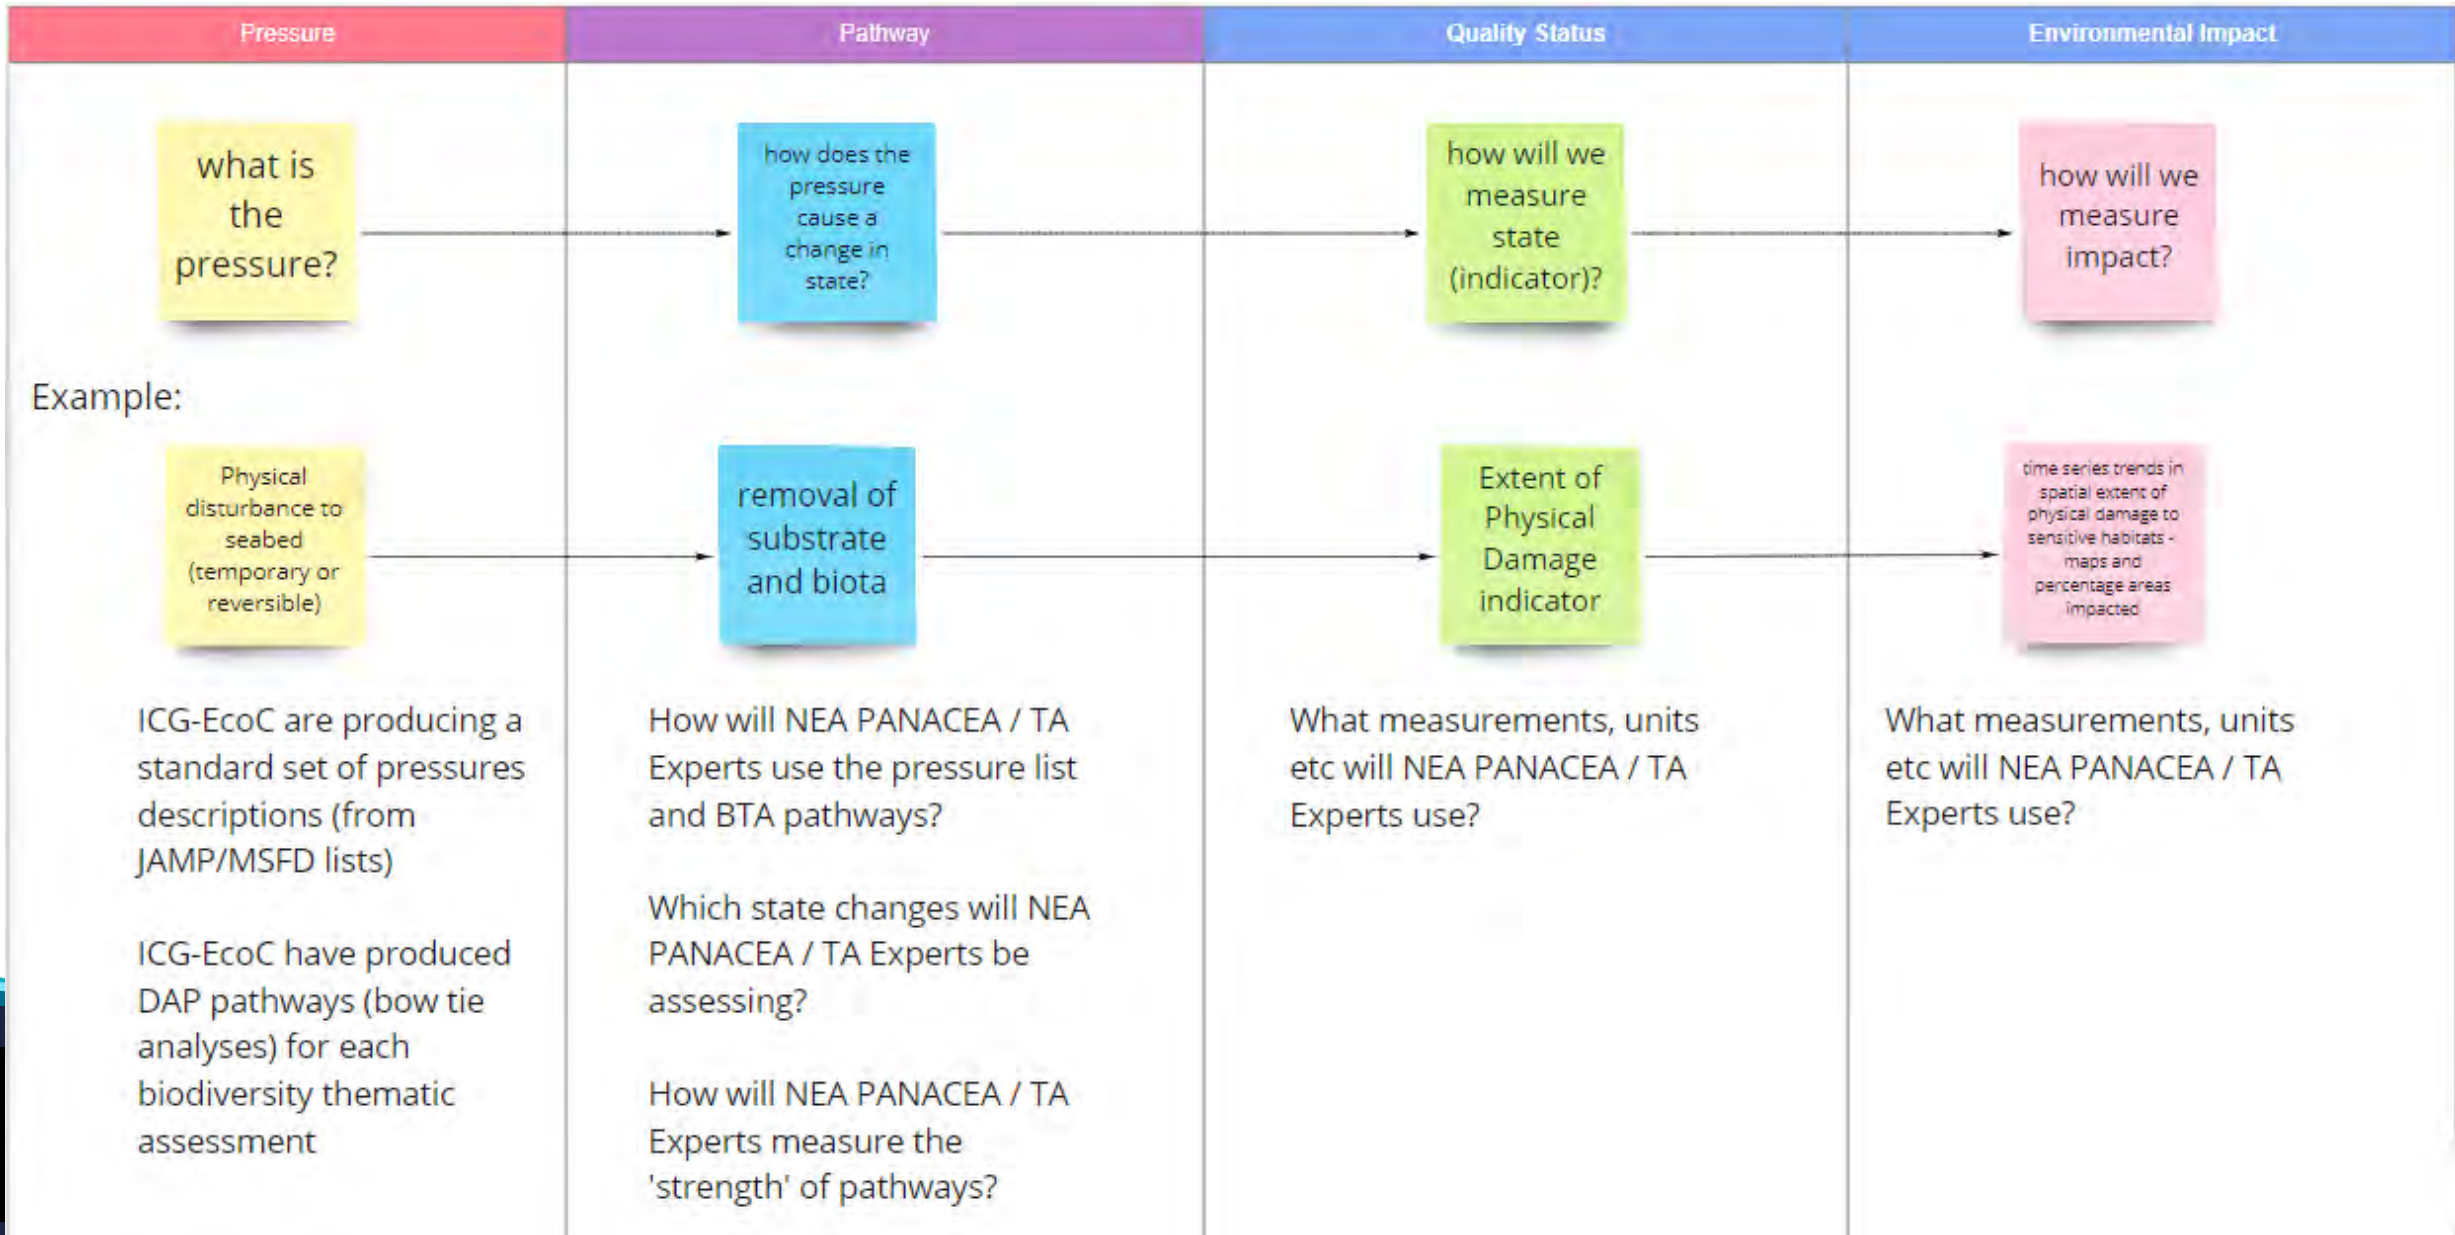 Pressure
Pathway
Quality Status
Environmental Impact
what is
the
pressure?
how does the
pressure
cause a
change in
state?
how will we
measure
state
(indicator)?
how will we
measure
impact?
Example:
Physical
disturbance to
seabed
(temporary or
reversible)
removal of
substrate
and biota
Extent of
Physical
Damage
indicator
time series trends in
spatial extent of
physical damage to
sensitive habitats -
maps and
percentage areas
impacted
ICG-EcoC are producing a
standard set of pressures
descriptions (from
JAMP/MSFD lists)
ICG-EcoC have produced
DAP pathways (bow tie
analyses) for each
biodiversity thematic
assessment
How will NEA PANACEA / TA
Experts use the pressure list
and BTA pathways?
Which state changes will NEA
PANACEA / TA Experts be
assessing?
How will NEA PANACEA / TA
Experts measure the
'strength' of pathways?
What measurements, units
etc will NEA PANACEA / TA
Experts use?
What measurements, units
etc will NEA PANACEA / TA
Experts use?